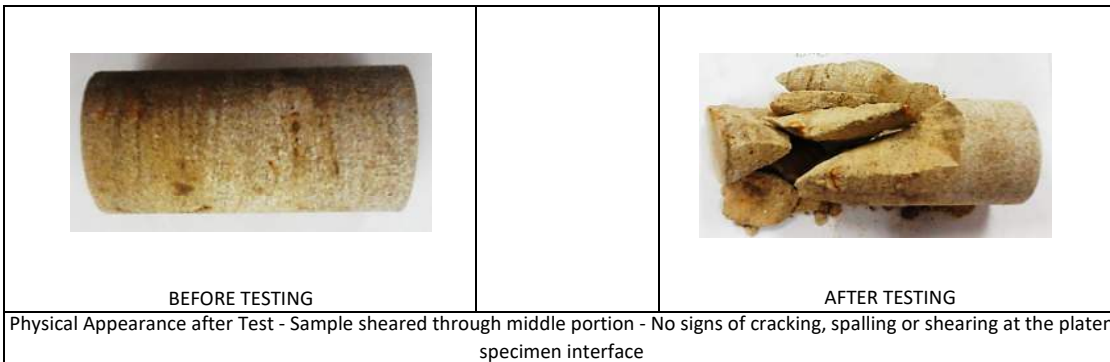 BEFORE TESTING
AFTER TESTING
Physical Appearance after Test - Sample sheared through middle portion - No signs of cracking, spalling or shearing at the platen
specimen interface